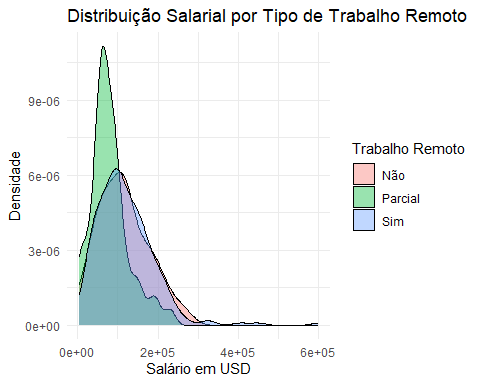 Distribuição Salarial por Tipo de Trabalho Remoto
Densidade
9e-06
6e-06
3e-06
0e+00
0e+00 2e+05 4e+05 6e+05
Salário em USD
Trabalho Remoto
Não
Parcial
Sim